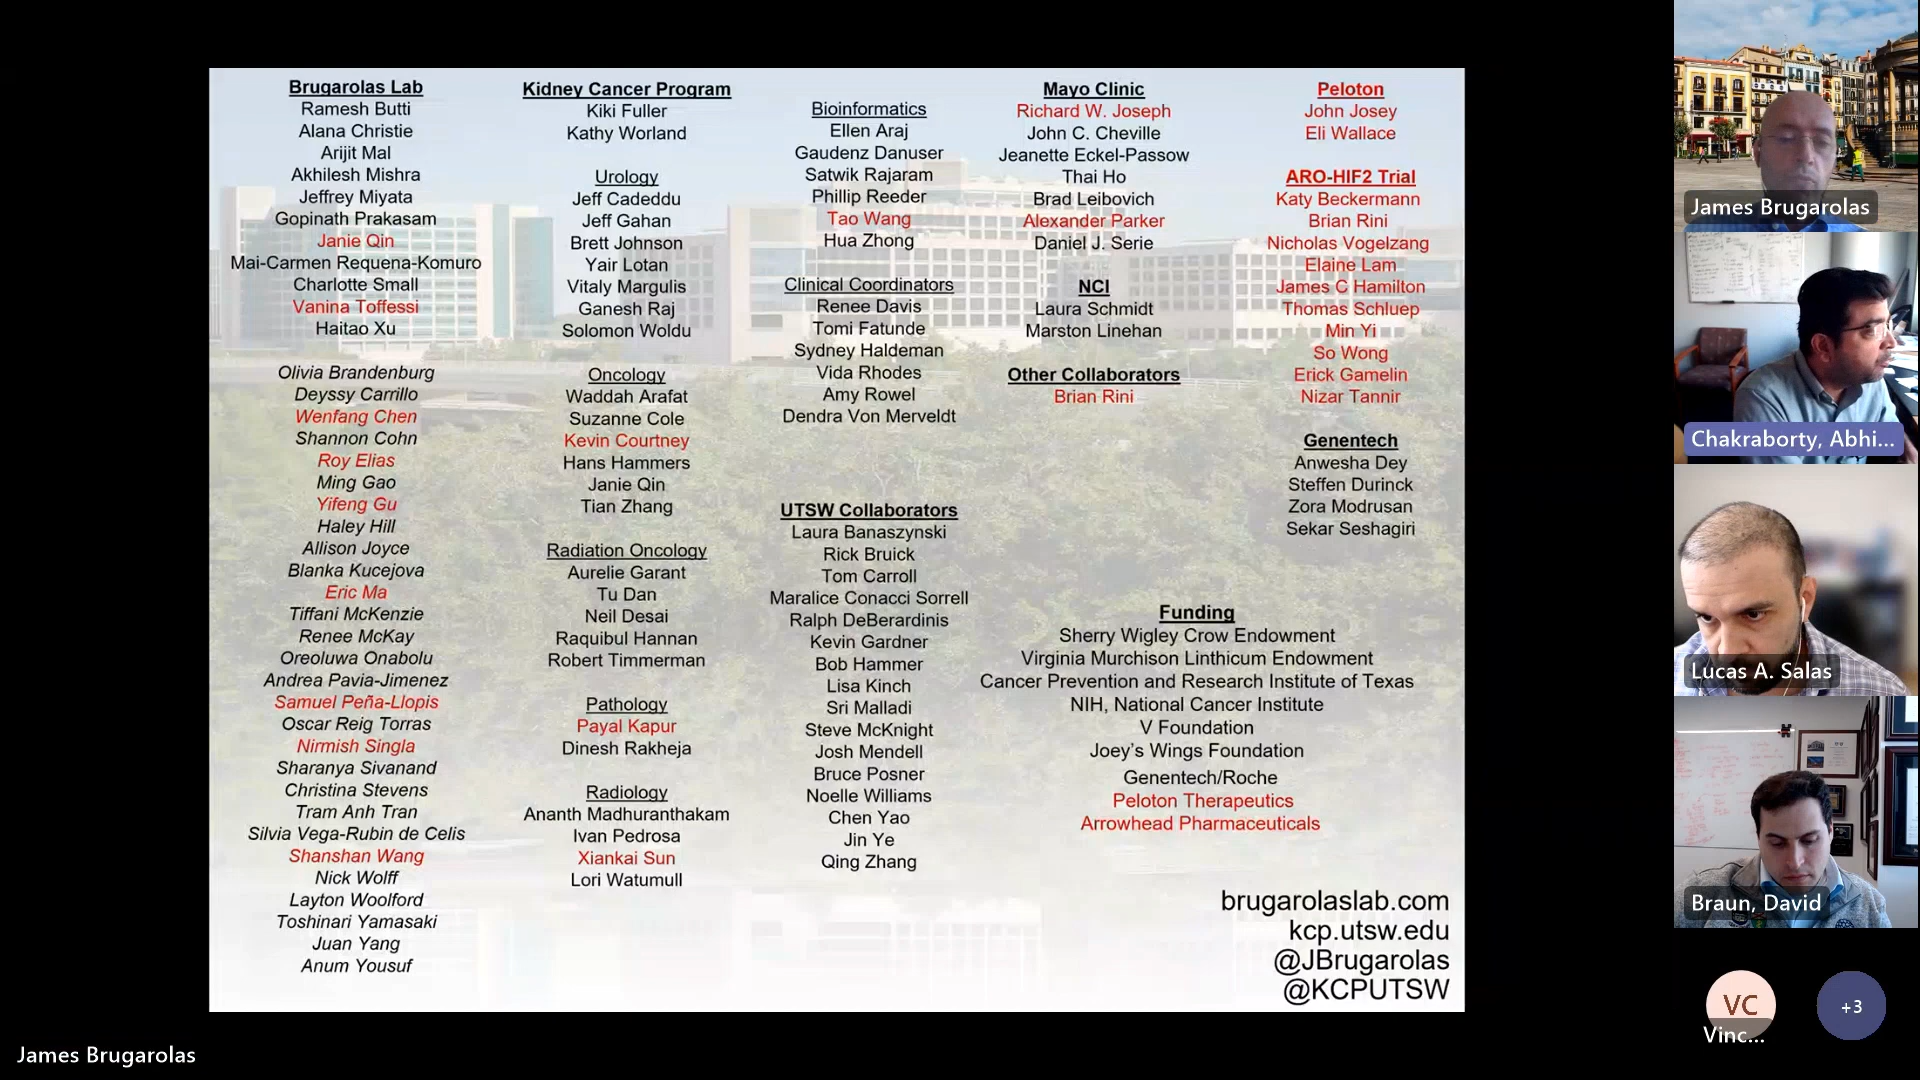 Brugarolas Lab
Ramesh Butti
Alana Christie
Arijit Mal
Akhilesh Mishra
Jeffrey Miyata
Gopinath Prakasam
Janie Qin
Mai-Carmen Requena-Komuro
Charlotte Small
Vanina Toffessi
Haitao Xu
Olivia Brandenburg
Deyssy Carrillo
Wenfang Chen
Shannon Cohn
Roy Elias
Ming Gao
Yifeng Gu
Haley Hill
Allison Joyce
Blanka Kucejova
Eric Ma
Tiffani McKenzie
Renee McKay
Oreoluwa Onabolu
Andrea Pavia-Jimenez
Samuel Peña-Llopis
Oscar Reig Torras
Nirmish Singla
Sharanya Sivanand
Christina Stevens
Tram Anh Tran
Silvia Vega-Rubin de Celis
Shanshan Wang
Nick Wolff
Layton Woolford
Toshinari Yamasaki
Juan Yang
Anum Yousuf
Kidney Cancer Program
Kiki Fuller
Kathy Worland
Urology
Jeff Cadeddu
Jeff Gahan
Brett Johnson
Yair Lotan
Vitaly Margulis
Ganesh Raj
Solomon Woldu
Oncology
Waddah Arafat
Suzanne Cole
Kevin Courtney
Hans Hammers
Janie Qin
Tian Zhang
Radiation Oncology
Aurelie Garant
Tu Dan
Neil Desai
Raquibul Hannan
Robert Timmerman
Pathology
Payal Kapur
Dinesh Rakheja
Radiology
Ananth Madhuranthakam
Ivan Pedrosa
Xiankai Sun
Lori Watumull
Bioinformatics
Ellen Araj
Gaudenz Danuser
Satwik Rajaram
Phillip Reeder
Tao Wang
Hua Zhong
Clinical Coordinators
Renee Davis
Tomi Fatunde
Sydney Haldeman
Vida Rhodes
Amy Rowel
Dendra Von Merveldt
UTSW Collaborators
Laura Banaszynski
Rick Bruick
Tom Carroll
Maralice Conacci Sorrell
Ralph DeBerardinis
Kevin Gardner
Bob Hammer
Lisa Kinch
Sri Malladi
Steve McKnight
Josh Mendell
Bruce Posner
Noelle Williams
Chen Yao
Jin Ye
Qing Zhang
Mayo Clinic
Richard W. Joseph
John C. Cheville
Jeanette Eckel-Passow
Thai Ho
Brad Leibovich
Alexander Parker
Daniel J. Serie
NCI
Laura Schmidt
Marston Linehan
Other Collaborators
Brian Rini
Peloton
John Josey
Eli Wallace
ARO-HIF2 Trial
Katy Beckermann
Brian Rini
Nicholas Vogelzang
Elaine Lam
James C Hamilton
Thomas Schluep
Min Yi
So Wong
Erick Gamelin
Nizar Tannir
Genentech
Anwesha Dey
Steffen Durinck
Zora Modrusan
Sekar Seshagiri
Funding
Sherry Wigley Crow Endowment
Virginia Murchison Linthicum Endowment
Cancer Prevention and Research Institute of Texas
NIH, National Cancer Institute
V Foundation
Joey's Wings Foundation
Genentech/Roche
Peloton Therapeutics
Arrowhead Pharmaceuticals
brugarolaslab.com
kcp.utsw.edu
@JBrugarolas
@KCPUTSW
James Brugarolas
Chakraborty, Abhi...
Lucas A. Salas
Braun, David
VC
Vinc...
+3
James Brugarolas